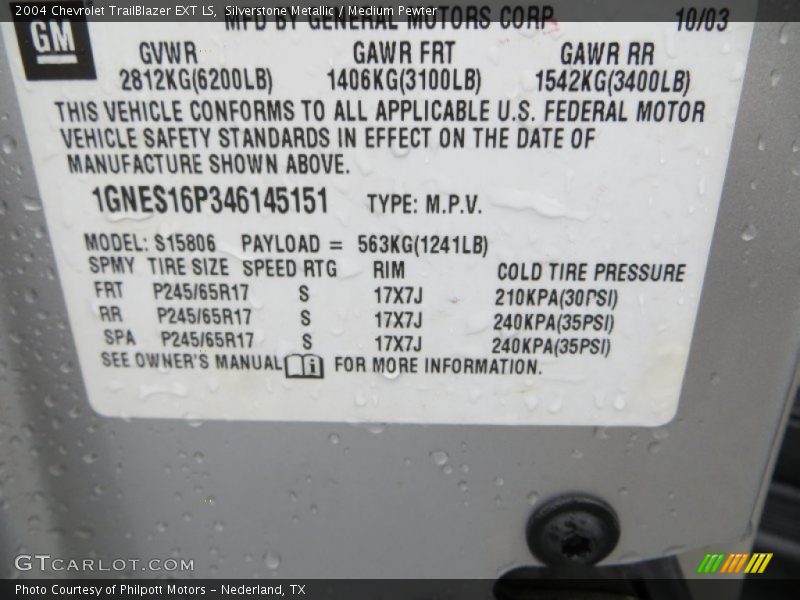 2004 Chevrolet TrailBlazer EXT LS, Silverstone Metallic / Medium Pewter
MFD BY GENERAL MOTORS CORP 10/03
GM
GVWR GAWR FRT GAWR RR
2812KG(6200LB) 1406KG(3100LB) 1542KG(3400LB)
THIS VEHICLE CONFORMS TO ALL APPLICABLE U.S. FEDERAL MOTOR
VEHICLE SAFETY STANDARDS IN EFFECT ON THE DATE OF
MANUFACTURE SHOWN ABOVE.
1GNES16P346145151 TYPE: M.P.V.
MODEL: S15806 PAYLOAD = 563KG(1241LB)
SPMY TIRE SIZE SPEED RTG RIM COLD TIRE PRESSURE
FRT P245/65R17 S 17X7J 210KPA(30PSI)
RR P245/65R17 S 17X7J 240KPA(35PSI)
SPA P245/65R17 S 17X7J 240KPA(35PSI)
SEE OWNER'S MANUAL i FOR MORE INFORMATION.
GTCARLOT.COM
Photo Courtesy of Philpott Motors - Nederland, TX